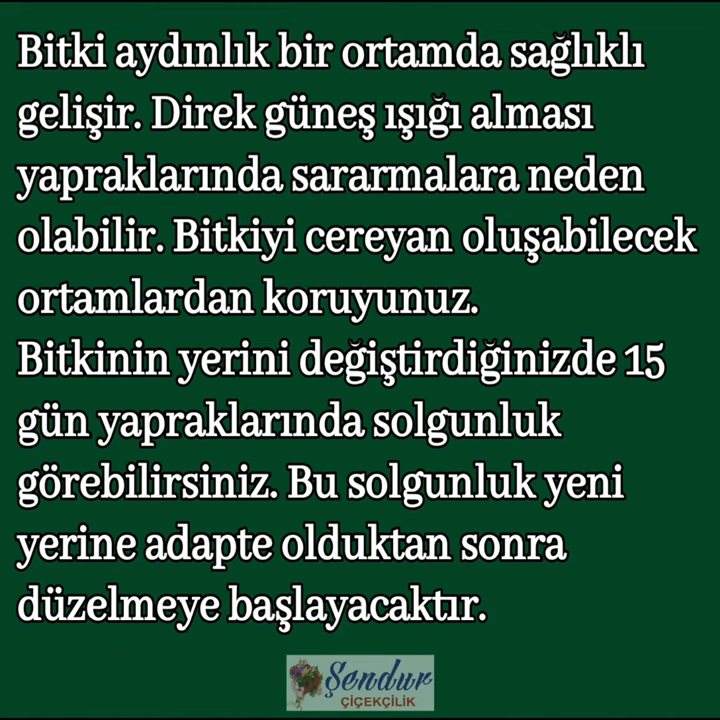 Bitki aydınlık bir ortamda sağlıklı
gelişir. Direk güneş ışığı alması
yapraklarında sararmalara neden
olabilir. Bitkiyi cereyan oluşabilecek
ortamlardan koruyunuz.
Bitkinin yerini değiştirdiğinizde 15
gün yapraklarında solgunluk
görebilirsiniz. Bu solgunluk yeni
yerine adapte olduktan sonra
düzelmeye başlayacaktır.
Şendur
ÇİÇEKÇİLİK